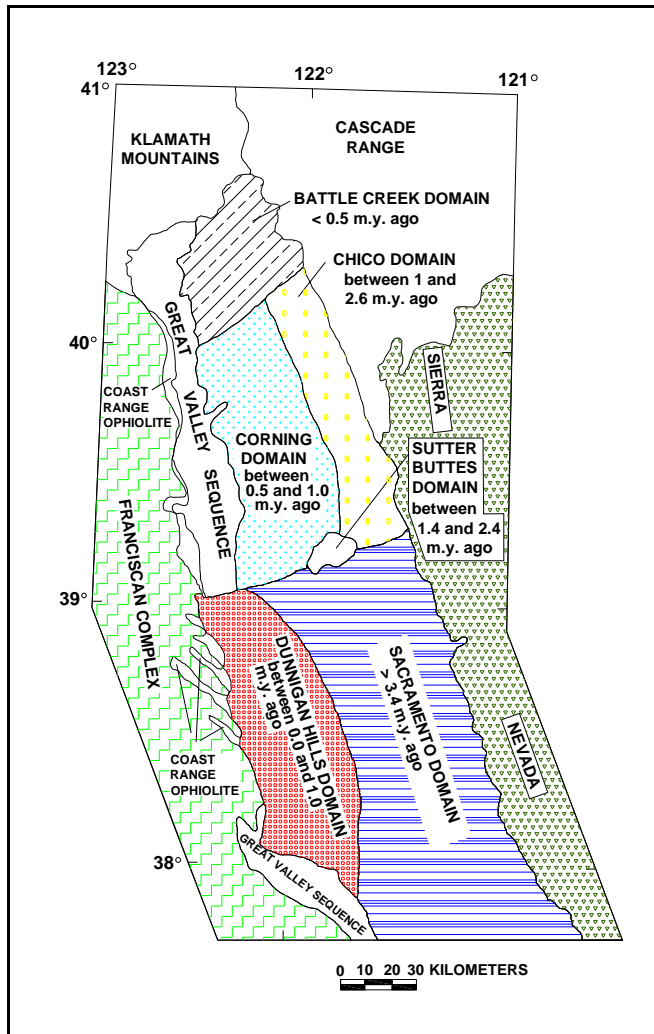 123°
122°
121°
41°
KLAMATH
MOUNTAINS
CASCADE
RANGE
BATTLE CREEK DOMAIN
< 0.5 m.y. ago
CHICO DOMAIN
between 1 and
2.6 m.y. ago
40°
GREAT VALLEY SEQUENCE
SIERRA
COAST
RANGE
OPHIOLITE
CORNING
DOMAIN
between
0.5 and 1.0
m.y. ago
SUTTER
BUTTES
DOMAIN
between
1.4 and 2.4
m.y. ago
FRANCISCAN COMPLEX
39°
DUNNIGAN HILLS DOMAIN
between 0.0 and 1.0
m.y. ago
SACRAMENTO DOMAIN
> 3.4 m.y. ago
NEVADA
COAST
RANGE
OPHIOLITE
38°
GREAT VALLEY SEQUENCE
0 10 20 30 KILOMETERS